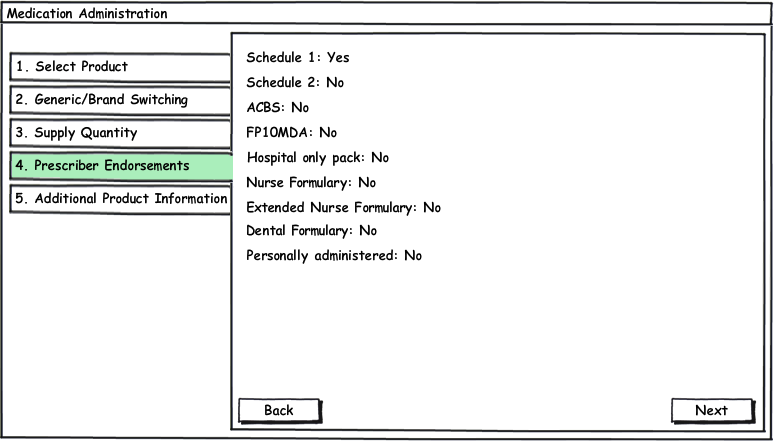 Medication Administration
1. Select Product
2. Generic/Brand Switching
3. Supply Quantity
4. Prescriber Endorsements
5. Additional Product Information
Schedule 1: Yes
Schedule 2: No
ACBS: No
FP10MDA: No
Hospital only pack: No
Nurse Formulary: No
Extended Nurse Formulary: No
Dental Formulary: No
Personally administered: No
Back
Next